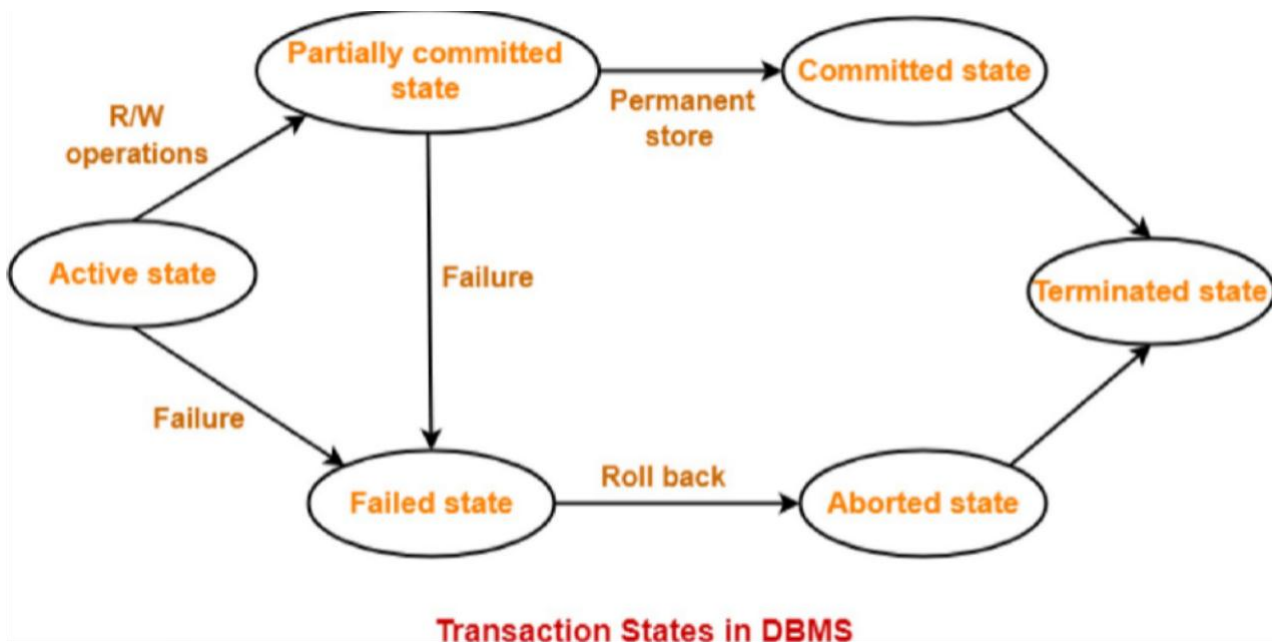 Partially committed
state
Committed state
R/W
operations
Permanent
store
Active state
Failure
Terminated state
Failure
Failed state
Roll back
Aborted state
Transaction States in DBMS